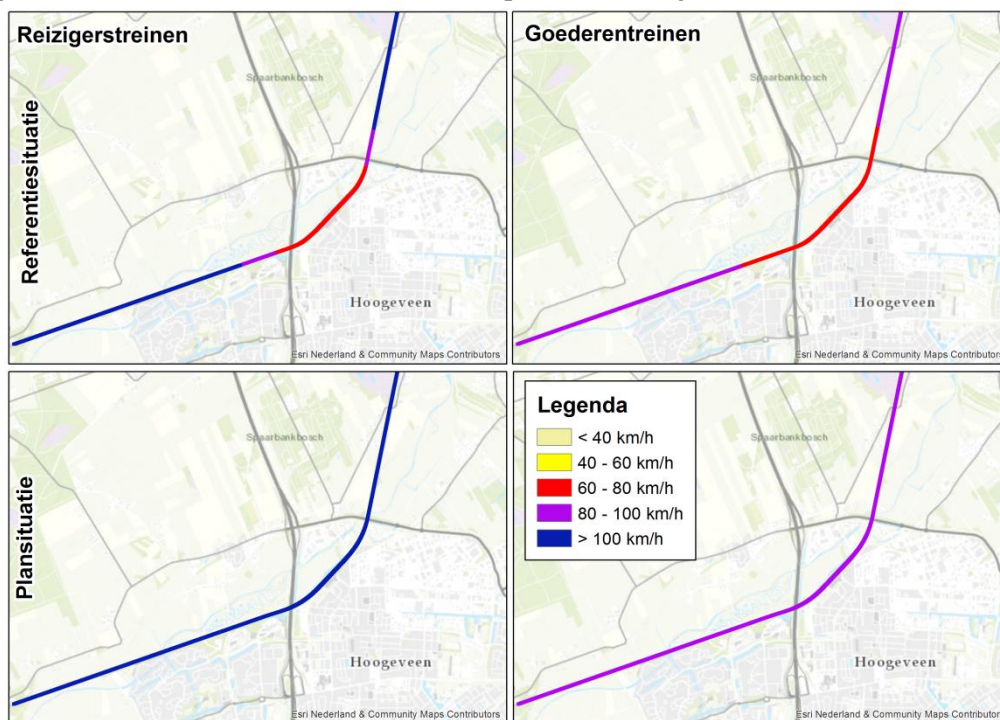 Reizigerstreinen
Goederentreinen
Referentiesituatie
Spaarbankbosch
Hoogeveen
Esri Nederland & Community Maps Contributors
Spaarbankbosch
Hoogeveen
Esri Nederland & Community Maps Contributors
Plansituatie
Spaarbankbosch
Hoogeveen
Esri Nederland & Community Maps Contributors
Legenda
< 40 km/h
40 - 60 km/h
60 - 80 km/h
80 - 100 km/h
> 100 km/h
Spaarbankbosch
Hoogeveen
Esri Nederland & Community Maps Contributors